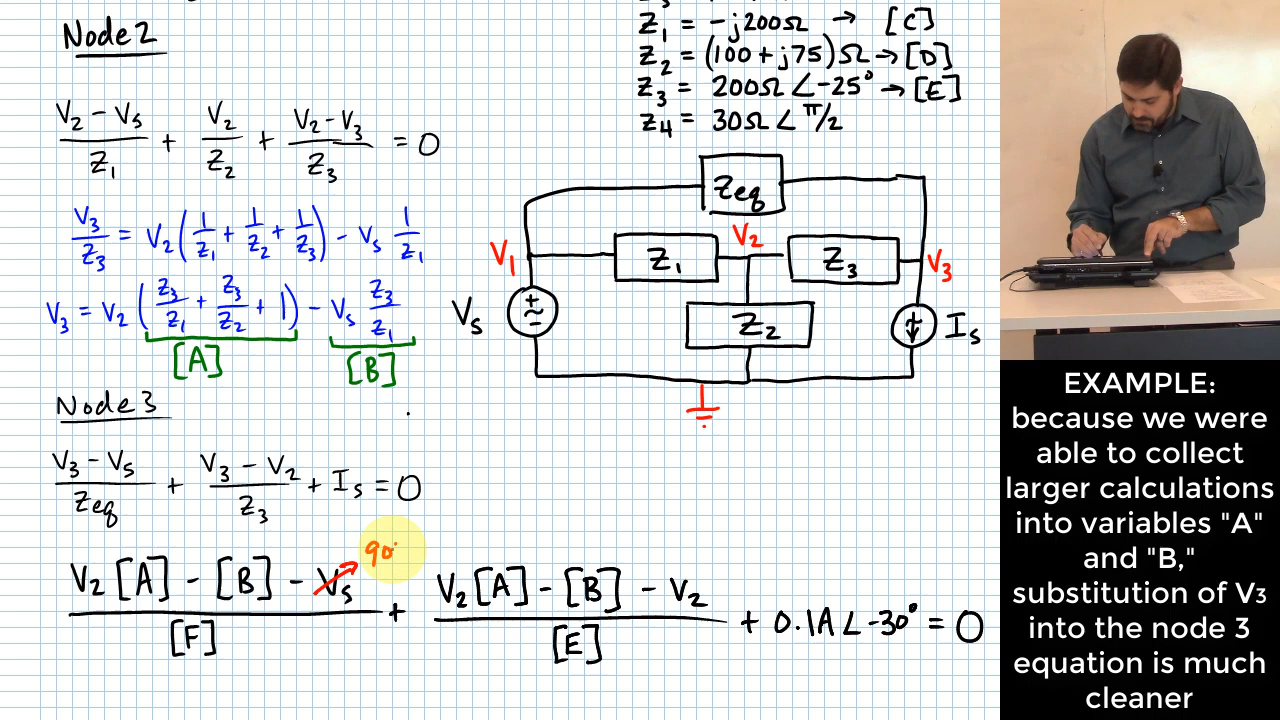 Node 2
Z₁ = -j200Ω → [C]
Z₂ = (100 + j75)Ω → [D]
Z₃ = 200Ω ∠-25° → [E]
Z₄ = 30Ω ∠ π/2
(V₂ - Vs)/Z₁ + V₂/Z₂ + (V₂ - V₃)/Z₃ = 0
V₃/Z₃ = V₂(1/Z₁ + 1/Z₂ + 1/Z₃) - Vs 1/Z₁
V₃ = V₂(Z₃/Z₁ + Z₃/Z₂ + 1) - Vs Z₃/Z₁
[A] [B]
Zeq
V₁ Z₁ V₂ Z₃ V₃
Vs + ~ - Z₂ Is
Node 3
(V₃ - Vs)/Zeq + (V₃ - V₂)/Z₃ + Is = 0
90
(V₂[A] - [B] - Vs)/[F] + (V₂[A] - [B] - V₂)/[E] + 0.1A∠-30° = 0
EXAMPLE:
because we were
able to collect
larger calculations
into variables "A"
and "B,"
substitution of V₃
into the node 3
equation is much
cleaner